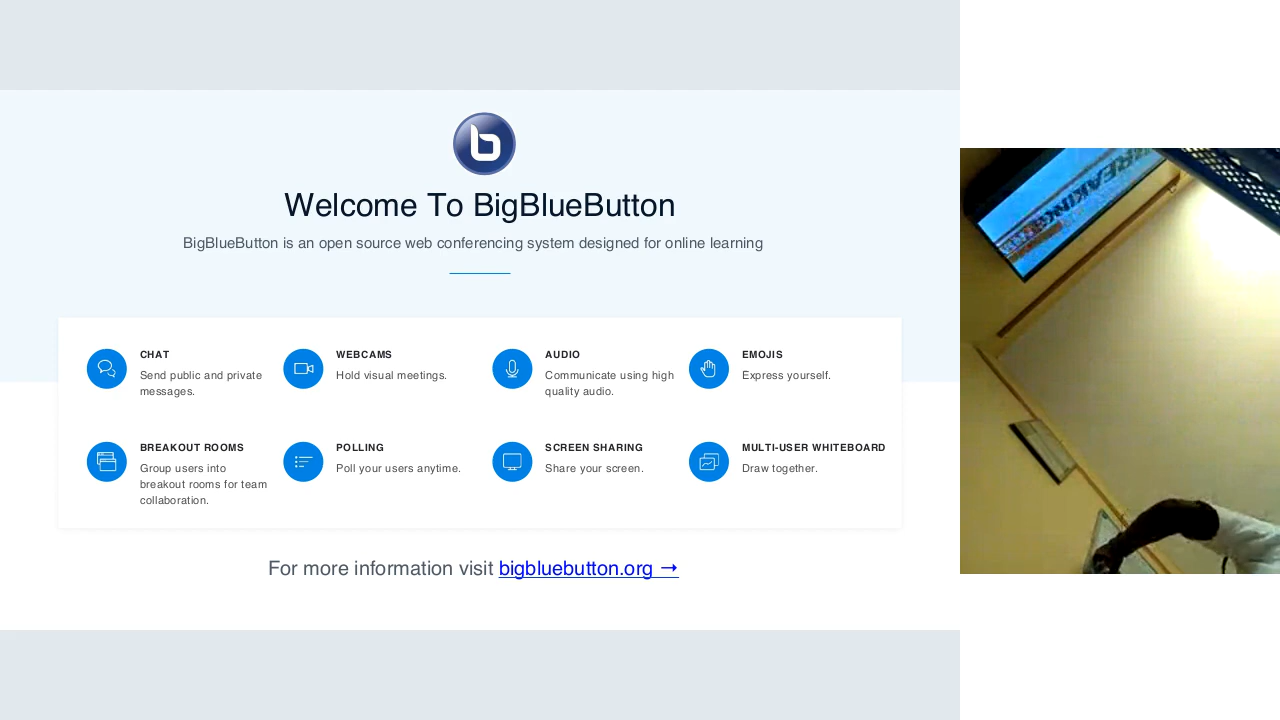 Welcome To BigBlueButton
BigBlueButton is an open source web conferencing system designed for online learning
CHAT
Send public and private
messages.
WEBCAMS
Hold visual meetings.
AUDIO
Communicate using high
quality audio.
EMOJIS
Express yourself.
BREAKOUT ROOMS
Group users into
breakout rooms for team
collaboration.
POLLING
Poll your users anytime.
SCREEN SHARING
Share your screen.
MULTI-USER WHITEBOARD
Draw together.
For more information visit bigbluebutton.org →
BREAKING